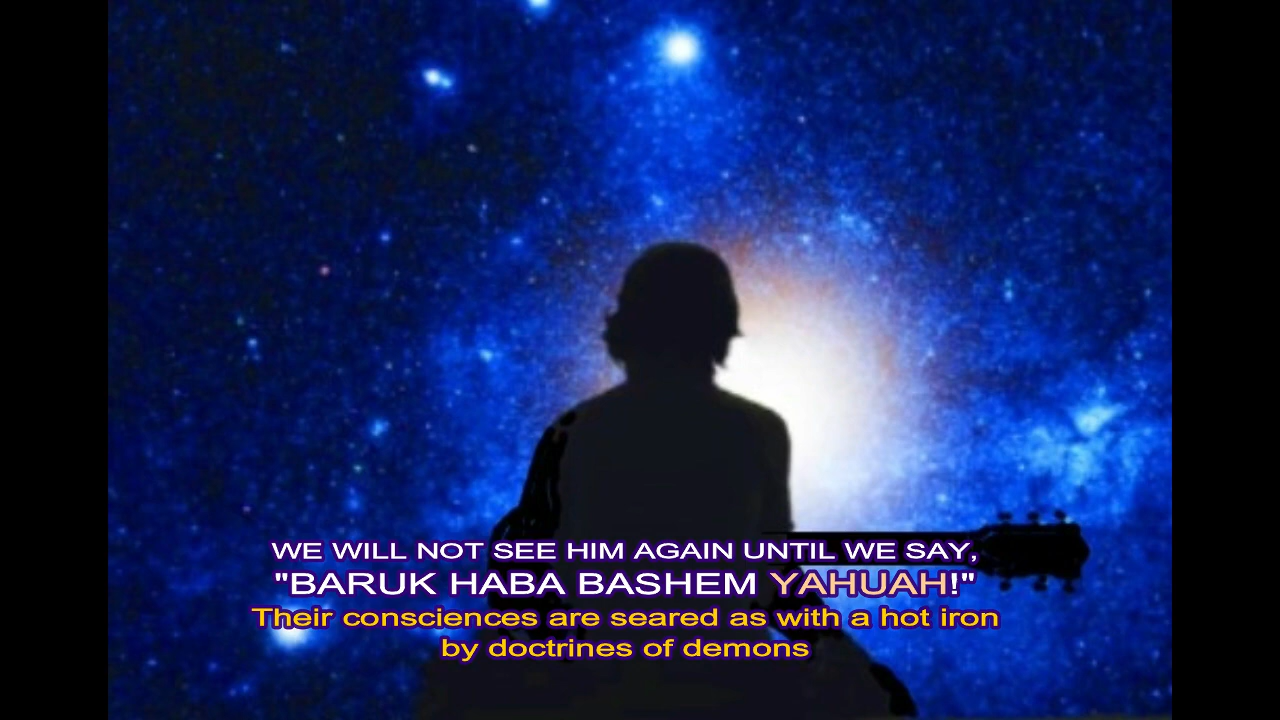 WE WILL NOT SEE HIM AGAIN UNTIL WE SAY,
"BARUK HABA BASHEM YAHUAH!"
Their consciences are seared as with a hot iron
by doctrines of demons